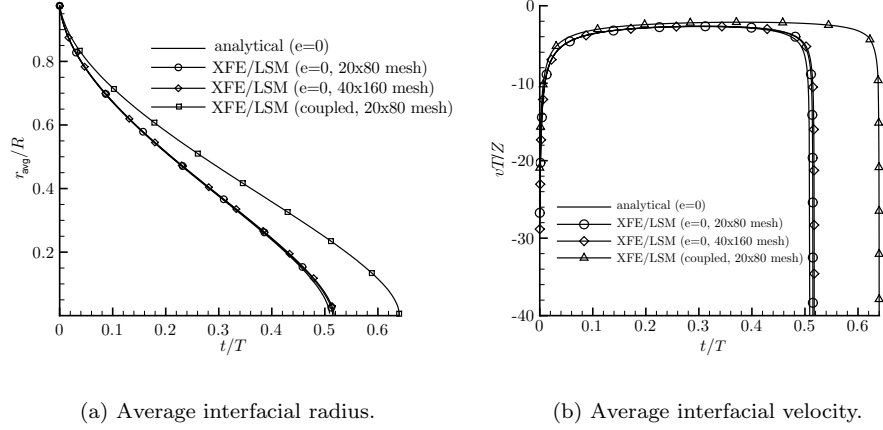 analytical (e=0)
XFE/LSM (e=0, 20x80 mesh)
XFE/LSM (e=0, 40x160 mesh)
XFE/LSM (coupled, 20x80 mesh)
r_avg/R
0.8
0.6
0.4
0.2
0
0.1
0.2
0.3
0.4
0.5
0.6
t/T
(a) Average interfacial radius.
vT/Z
0
-10
-20
-30
-40
analytical (e=0)
XFE/LSM (e=0, 20x80 mesh)
XFE/LSM (e=0, 40x160 mesh)
XFE/LSM (coupled, 20x80 mesh)
0
0.1
0.2
0.3
0.4
0.5
0.6
t/T
(b) Average interfacial velocity.